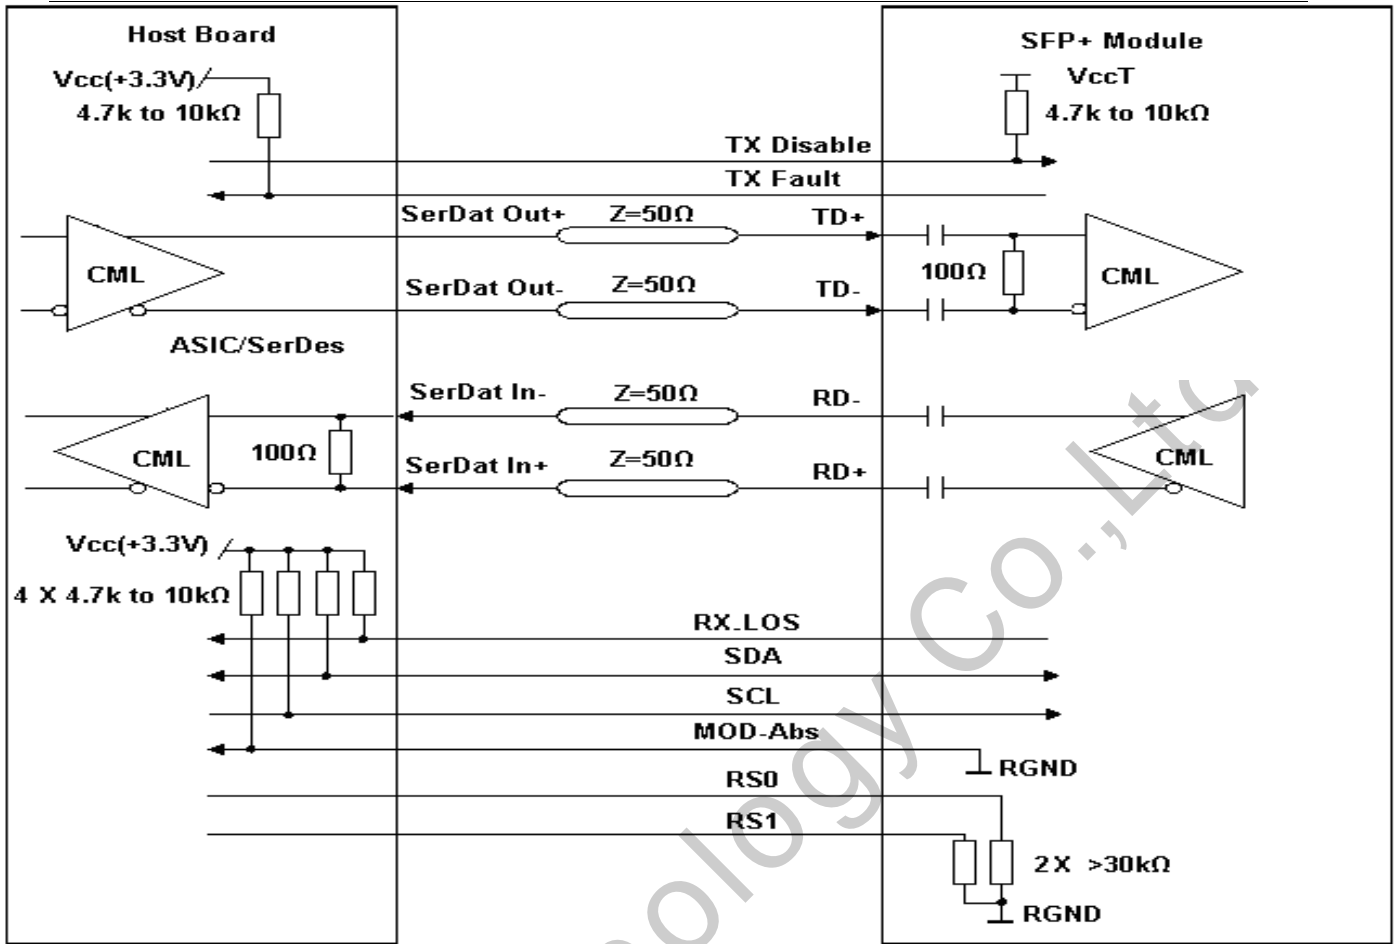 Host Board
SFP+ Module
Vcc(+3.3V)
VccT
4.7k to 10kΩ
4.7k to 10kΩ
TX Disable
TX Fault
SerDat Out+
Z=50Ω
TD+
CML
100Ω
CML
SerDat Out-
Z=50Ω
TD-
ASIC/SerDes
SerDat In-
Z=50Ω
RD-
100Ω
CML
SerDat In+
Z=50Ω
RD+
CML
Vcc(+3.3V)
4 X 4.7k to 10kΩ
RX_LOS
SDA
SCL
MOD-Abs
RGND
RS0
RS1
2X >30kΩ
RGND
ology Co.,Ltd